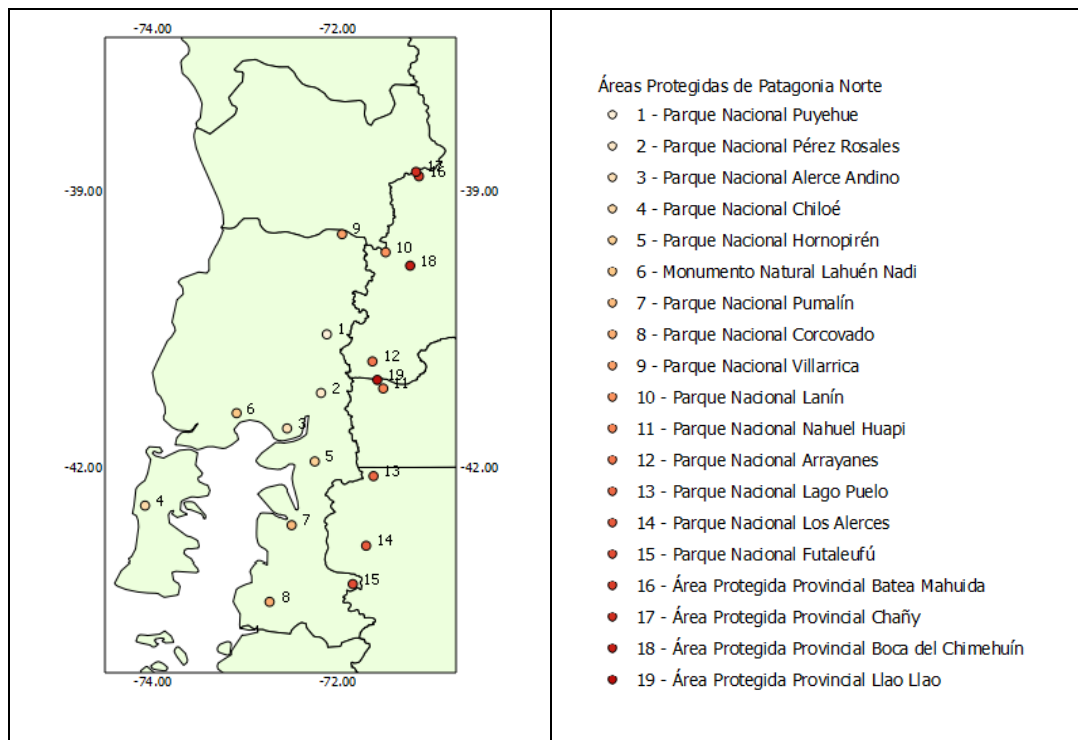 -74.00
-72.00
17
16
-39.00
-39.00
9
10
18
1
12
19
11
2
6
3
5
-42.00
-42.00
13
4
7
14
15
8
-74.00
-72.00
Áreas Protegidas de Patagonia Norte
1 - Parque Nacional Puyehue
2 - Parque Nacional Pérez Rosales
3 - Parque Nacional Alerce Andino
4 - Parque Nacional Chiloé
5 - Parque Nacional Hornopirén
6 - Monumento Natural Lahuén Nadi
7 - Parque Nacional Pumalín
8 - Parque Nacional Corcovado
9 - Parque Nacional Villarrica
10 - Parque Nacional Lanín
11 - Parque Nacional Nahuel Huapi
12 - Parque Nacional Arrayanes
13 - Parque Nacional Lago Puelo
14 - Parque Nacional Los Alerces
15 - Parque Nacional Futaleufú
16 - Área Protegida Provincial Batea Mahuida
17 - Área Protegida Provincial Chañy
18 - Área Protegida Provincial Boca del Chimehuín
19 - Área Protegida Provincial Llao Llao